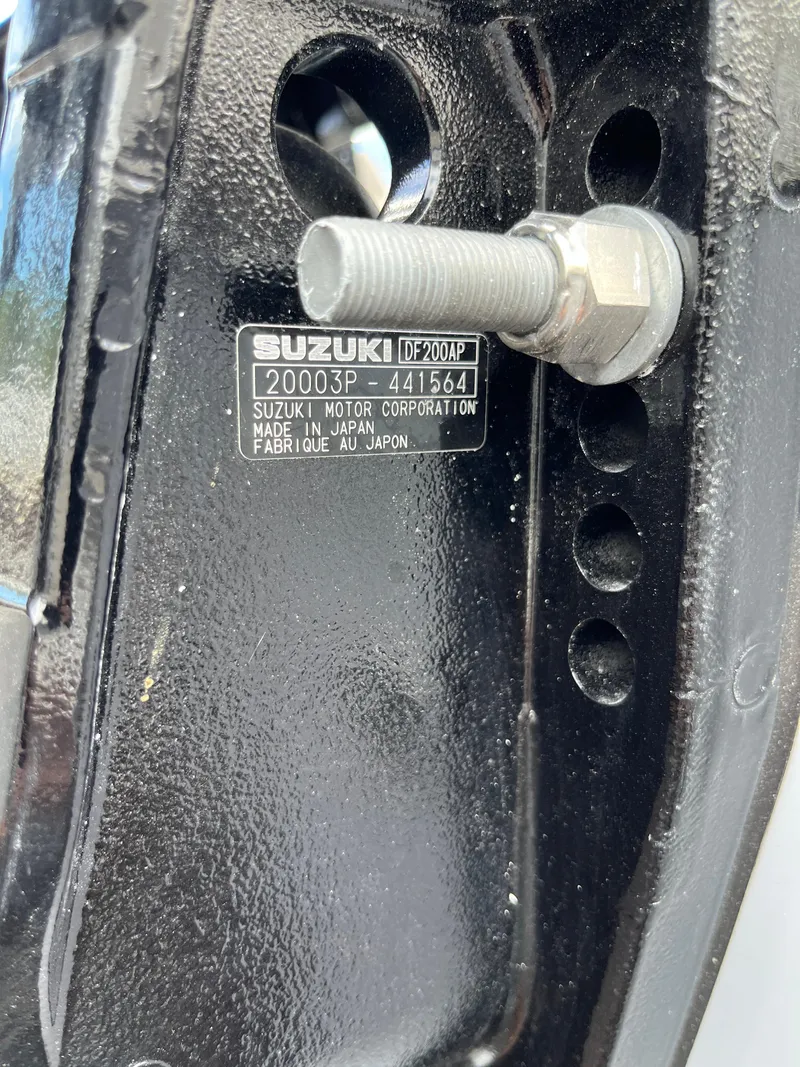 SUZUKI DF200AP
20003P - 441564
SUZUKI MOTOR CORPORATION
MADE IN JAPAN
FABRIQUE AU JAPON